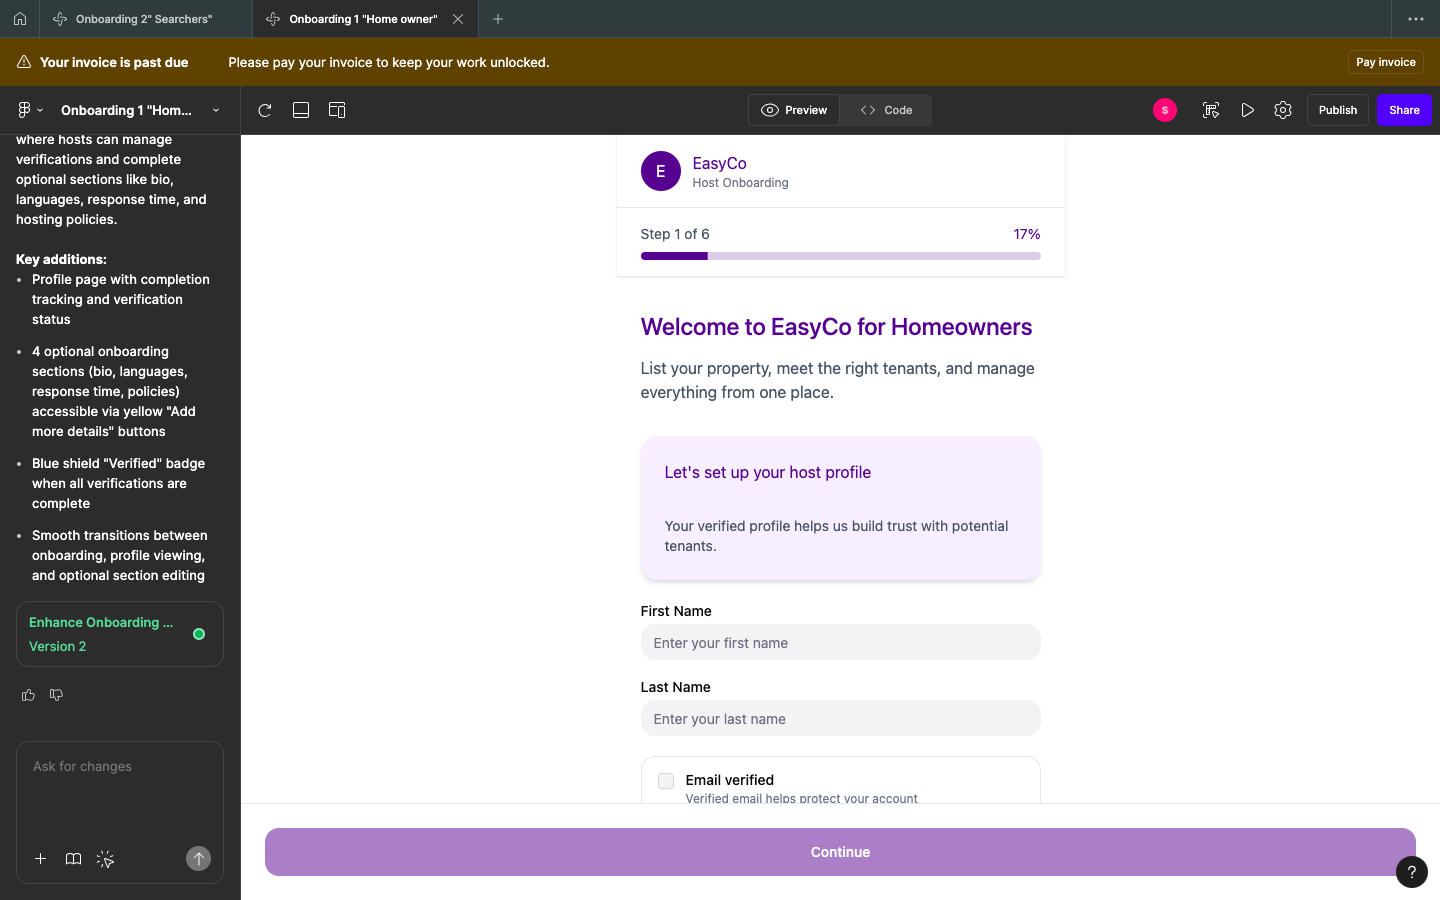 Onboarding 2" Searchers"
Onboarding 1 "Home owner"
Your invoice is past due
Please pay your invoice to keep your work unlocked.
Pay invoice
Onboarding 1 "Hom...
Preview
Code
S
Publish
Share
where hosts can manage
verifications and complete
optional sections like bio,
languages, response time, and
hosting policies.
Key additions:
• Profile page with completion
tracking and verification
status
• 4 optional onboarding
sections (bio, languages,
response time, policies)
accessible via yellow "Add
more details" buttons
• Blue shield "Verified" badge
when all verifications are
complete
• Smooth transitions between
onboarding, profile viewing,
and optional section editing
Enhance Onboarding ...
Version 2
Ask for changes
E
EasyCo
Host Onboarding
Step 1 of 6
17%
Welcome to EasyCo for Homeowners
List your property, meet the right tenants, and manage
everything from one place.
Let's set up your host profile
Your verified profile helps us build trust with potential
tenants.
First Name
Enter your first name
Last Name
Enter your last name
Email verified
Verified email helps protect your account
Continue
?